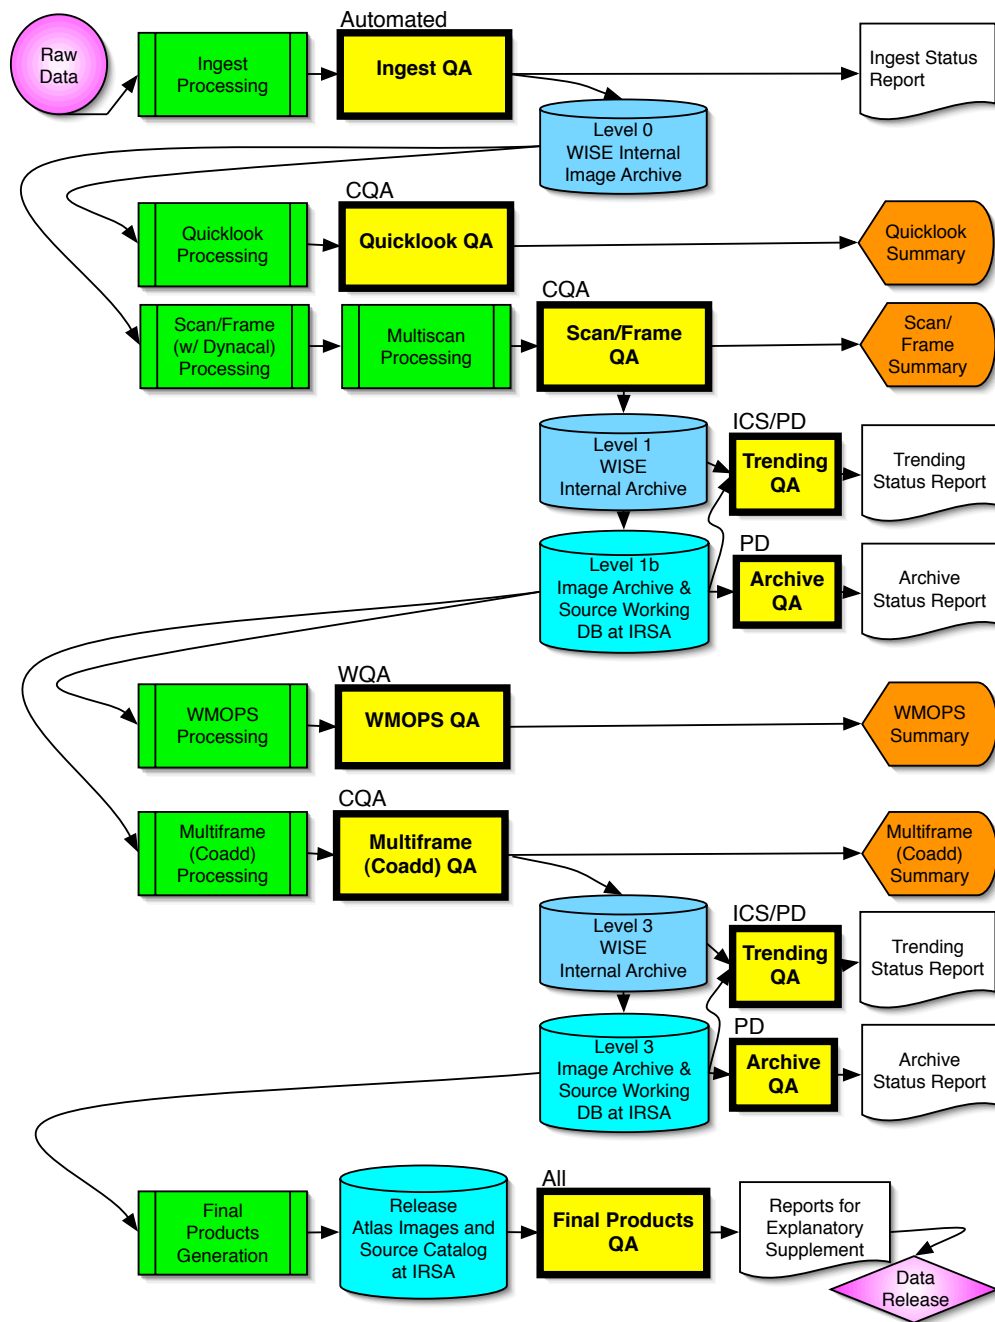 Automated
Raw
Data
Ingest
Processing
Ingest QA
Ingest Status
Report
Level 0
WISE Internal
Image Archive
CQA
Quicklook
Processing
Quicklook QA
Quicklook
Summary
CQA
Scan/Frame
(w/ Dynacal)
Processing
Multiscan
Processing
Scan/Frame
QA
Scan/
Frame
Summary
Level 1
WISE
Internal Archive
ICS/PD
Trending
QA
Trending
Status Report
Level 1b
Image Archive &
Source Working
DB at IRSA
PD
Archive
QA
Archive
Status Report
WQA
WMOPS
Processing
WMOPS QA
WMOPS
Summary
CQA
Multiframe
(Coadd)
Processing
Multiframe
(Coadd) QA
Multiframe
(Coadd)
Summary
Level 3
WISE
Internal Archive
ICS/PD
Trending
QA
Trending
Status Report
Level 3
Image Archive &
Source Working
DB at IRSA
PD
Archive
QA
Archive
Status Report
Final
Products
Generation
Release
Atlas Images and
Source Catalog
at IRSA
All
Final Products
QA
Reports for
Explanatory
Supplement
Data
Release